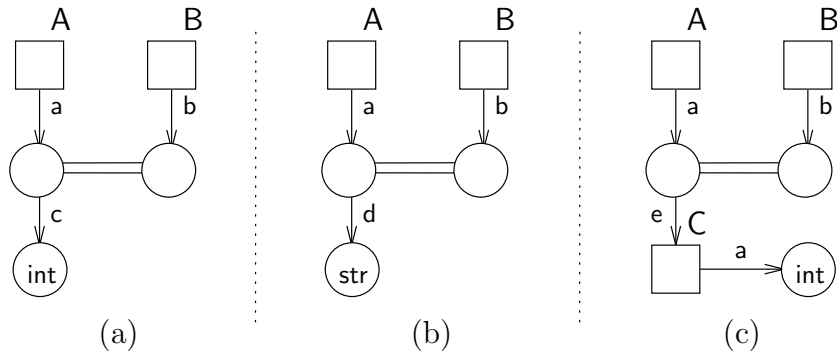 A B A B A B
a b a b a b
c d e C
a
int str int
(a) (b) (c)